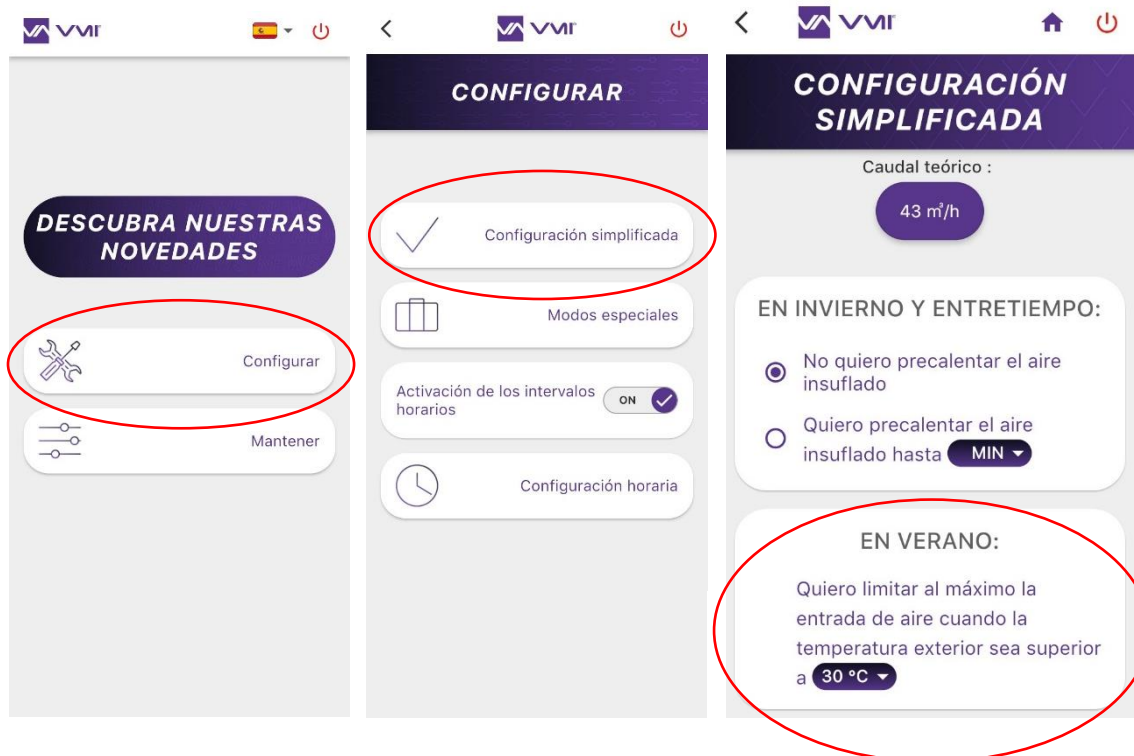 VMI
DESCUBRA NUESTRAS
NOVEDADES
Configurar
Mantener
VMI
CONFIGURAR
Configuración simplificada
Modos especiales
Activación de los intervalos
horarios
ON
Configuración horaria
VMI
CONFIGURACIÓN
SIMPLIFICADA
Caudal teórico :
43 m³/h
EN INVIERNO Y ENTRETIEMPO:
No quiero precalentar el aire
insuflado
Quiero precalentar el aire
insuflado hasta MIN
EN VERANO:
Quiero limitar al máximo la
entrada de aire cuando la
temperatura exterior sea superior
a 30 °C